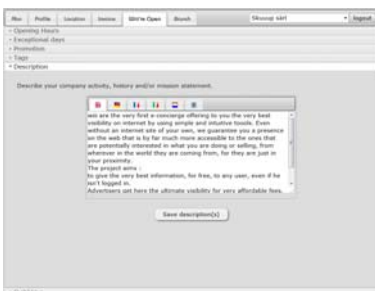 Profile Location Invoice We're Open Branch Skuuup sàrl logout
Opening Hours
Exceptional days
Promotion
Tags
Description
Describe your company activity, history and/or mission statement.
we are the very first e-concierge offering to you the very best
visibility on internet by using simple and intuitive toools. Even
without an internet site of your own, we guarantee you a presence
on the web that is by far much more accessible to the ones that
are potentially interested in what you are doing or selling, from
wherever in the world they are coming from, for they are just in
your proximity.
The project aims :
to give the very best information, for free, to any user, even if he
isn't logged in.
Advertisers get here the ultimate visibility for very affordable fees.
Save description(s)